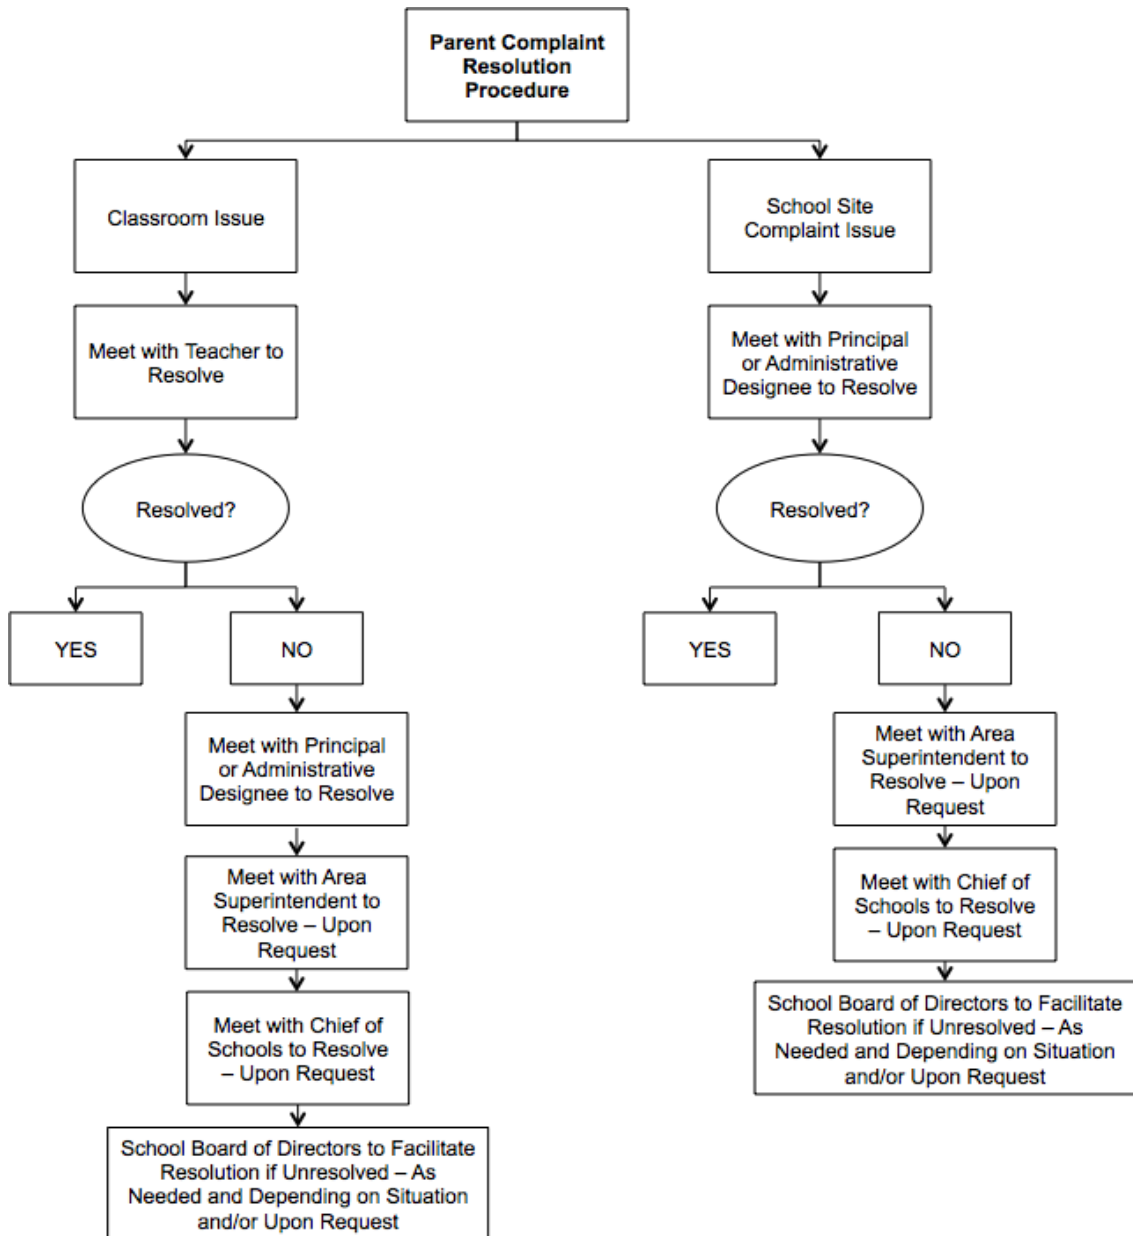 Parent Complaint
Resolution
Procedure
Classroom Issue
Meet with Teacher to
Resolve
Resolved?
YES
NO
Meet with Principal
or Administrative
Designee to Resolve
Meet with Area
Superintendent to
Resolve – Upon
Request
Meet with Chief of
Schools to Resolve
– Upon Request
School Board of Directors to Facilitate
Resolution if Unresolved – As
Needed and Depending on Situation
and/or Upon Request
School Site
Complaint Issue
Meet with Principal
or Administrative
Designee to Resolve
Resolved?
YES
NO
Meet with Area
Superintendent to
Resolve – Upon
Request
Meet with Chief of
Schools to Resolve
– Upon Request
School Board of Directors to Facilitate
Resolution if Unresolved – As
Needed and Depending on Situation
and/or Upon Request